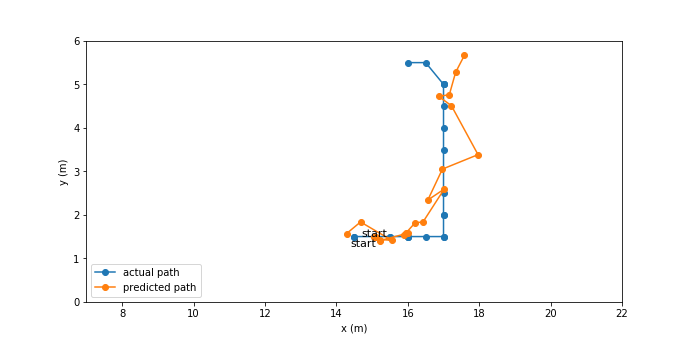 6
5
4
3
2
1
0
y (m)
start
start
actual path
predicted path
8 10 12 14 16 18 20 22
x (m)